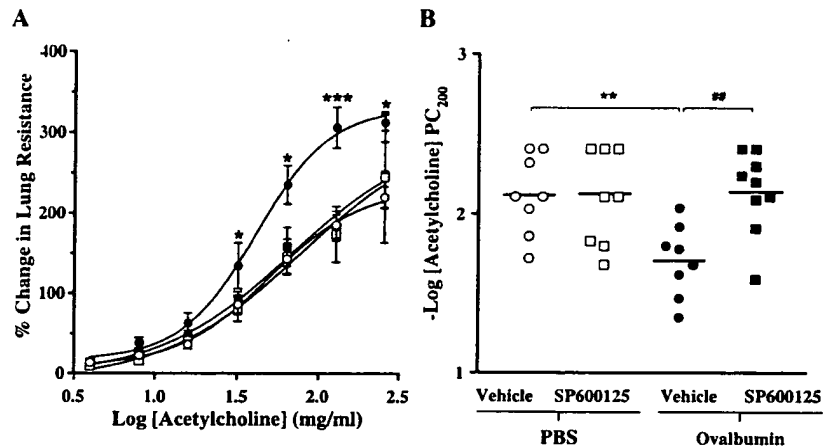 A
% Change in Lung Resistance
400
300
200
100
0
0.5 1.0 1.5 2.0 2.5
Log [Acetylcholine] (mg/ml)
* * *** *
B
-Log [Acetylcholine] PC200
3
2
1
** ##
Vehicle SP600125 Vehicle SP600125
PBS Ovalbumin